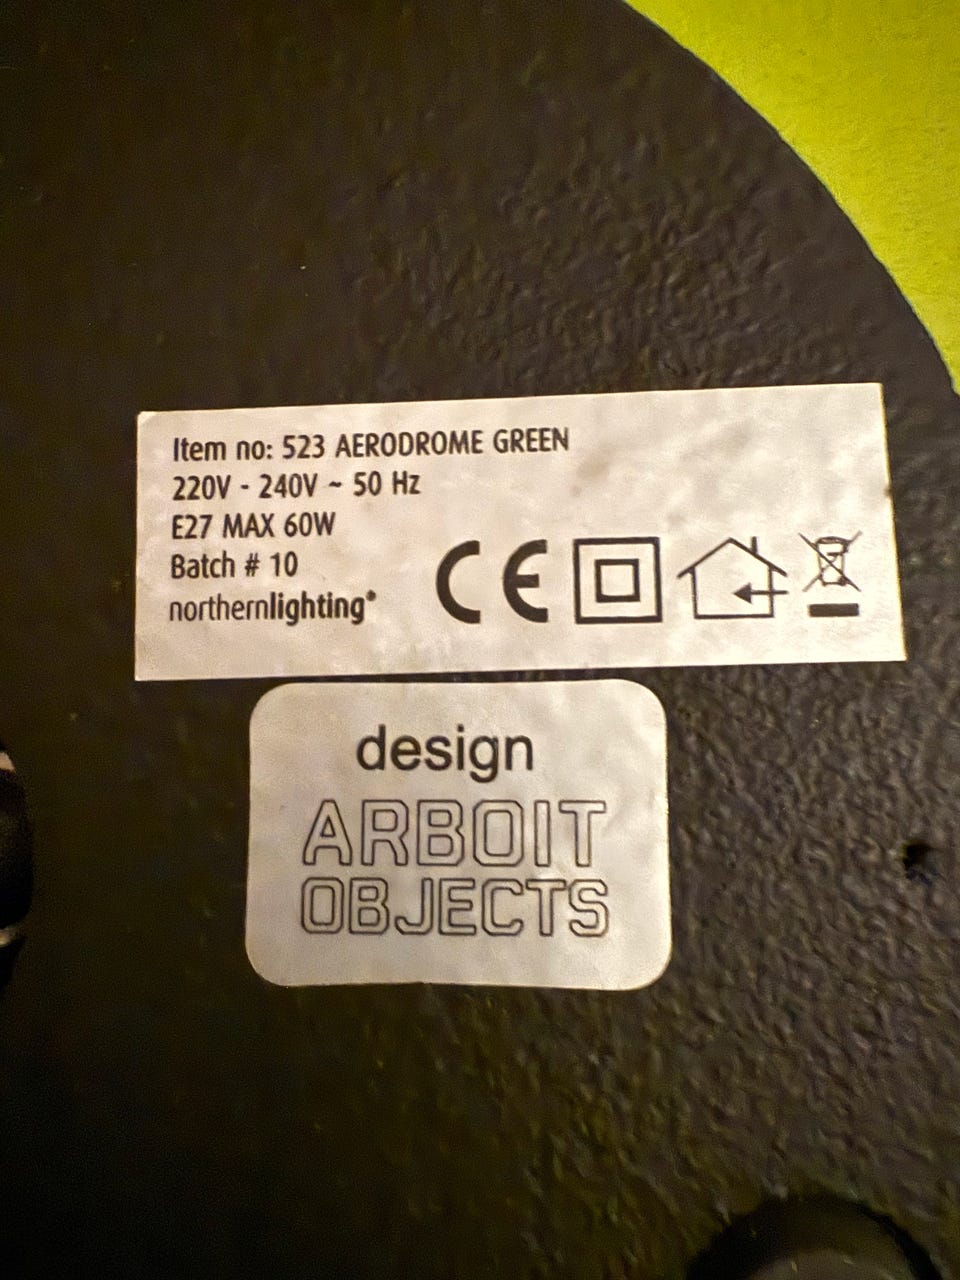 Item no: 523 AERODROME GREEN
220V - 240V ~ 50 Hz
E27 MAX 60W
Batch # 10
northernlighting®
CE
design
ARBOIT
OBJECTS